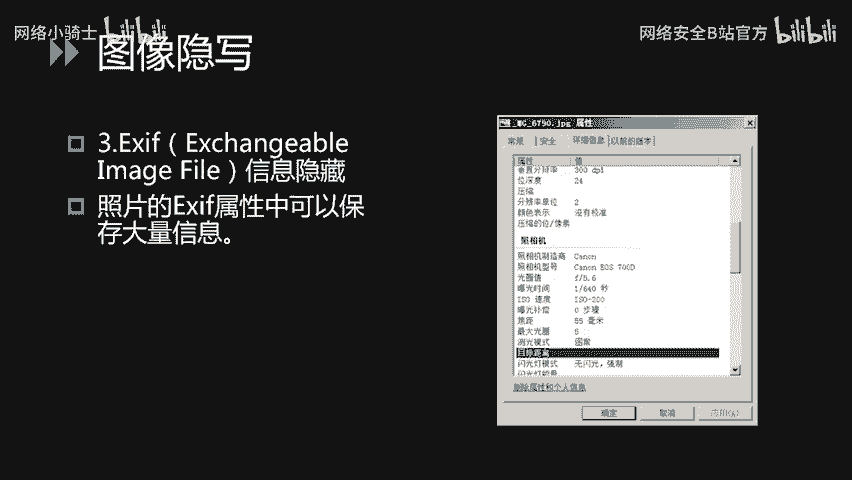 网络小骑士 bilibili
网络安全B站官方 bilibili
图像隐写
3.Exif（Exchangeable
Image File）信息隐藏
照片的Exif属性中可以保
存大量信息。
MG_6790.jpg 属性
常规 安全 详细信息 以前的版本
属性 值
垂直分辨率 300 dpi
位深度 24
压缩
分辨率单位 2
颜色表示 没有校准
压缩的位/像素
照相机
照相机制造商 Canon
照相机型号 Canon EOS 700D
光圈值 f/5.6
曝光时间 1/640 秒
ISO 速度 ISO-200
曝光补偿 0 步骤
焦距 85 毫米
最大光圈 5
测光模式 图案
目标距离
闪光灯模式 无闪光，强制
闪光灯能量
删除属性和个人信息
确定 取消 应用(A)